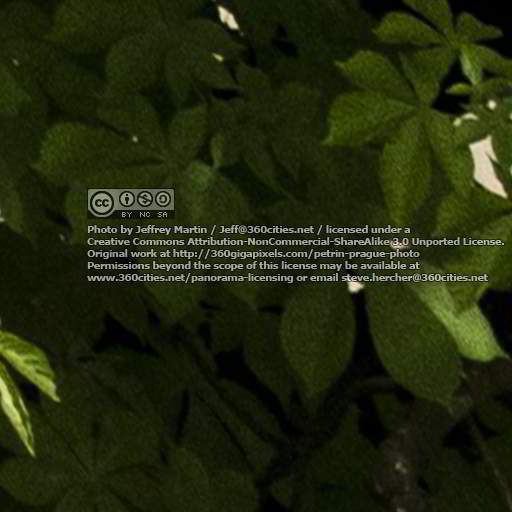 cc BY NC SA
Photo by Jeffrey Martin / Jeff@360cities.net / licensed under a
Creative Commons Attribution-NonCommercial-ShareAlike 3.0 Unported License.
Original work at http://360gigapixels.com/petrin-prague-photo
Permissions beyond the scope of this license may be available at
www.360cities.net/panorama-licensing or email steve.hercher@360cities.net